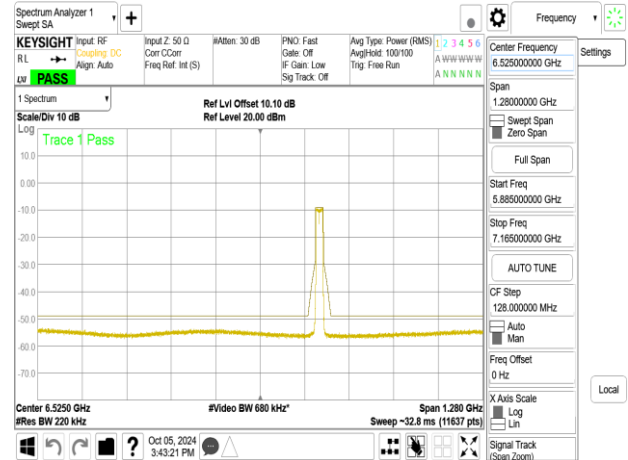 Spectrum Analyzer 1
Swept SA
+
Frequency
KEYSIGHT
Input: RF
Coupling: DC
Align: Auto
Input Z: 50 Ω
Corr CCorr
Freq Ref: Int (S)
#Atten: 30 dB
PNO: Fast
Gate: Off
IF Gain: Low
Sig Track: Off
Avg Type: Power (RMS)
Avg|Hold: 100/100
Trig: Free Run
1 2 3 4 5 6
A W W W W W
A N N N N N
R L
LXI
PASS
1 Spectrum
Scale/Div 10 dB
Ref Lvl Offset 10.10 dB
Ref Level 20.00 dBm
Log
Trace 1 Pass
10.0
0.00
-10.0
-20.0
-30.0
-40.0
-50.0
-60.0
-70.0
Center 6.5250 GHz
#Video BW 680 kHz*
Span 1.280 GHz
#Res BW 220 kHz
Sweep ~32.8 ms (11637 pts)
Center Frequency
6.525000000 GHz
Settings
Span
1.28000000 GHz
Swept Span
Zero Span
Full Span
Start Freq
5.885000000 GHz
Stop Freq
7.165000000 GHz
AUTO TUNE
CF Step
128.000000 MHz
Auto
Man
Freq Offset
0 Hz
X Axis Scale
Log
Lin
Local
Signal Track
(Span Zoom)
?
Oct 05, 2024
3:43:21 PM